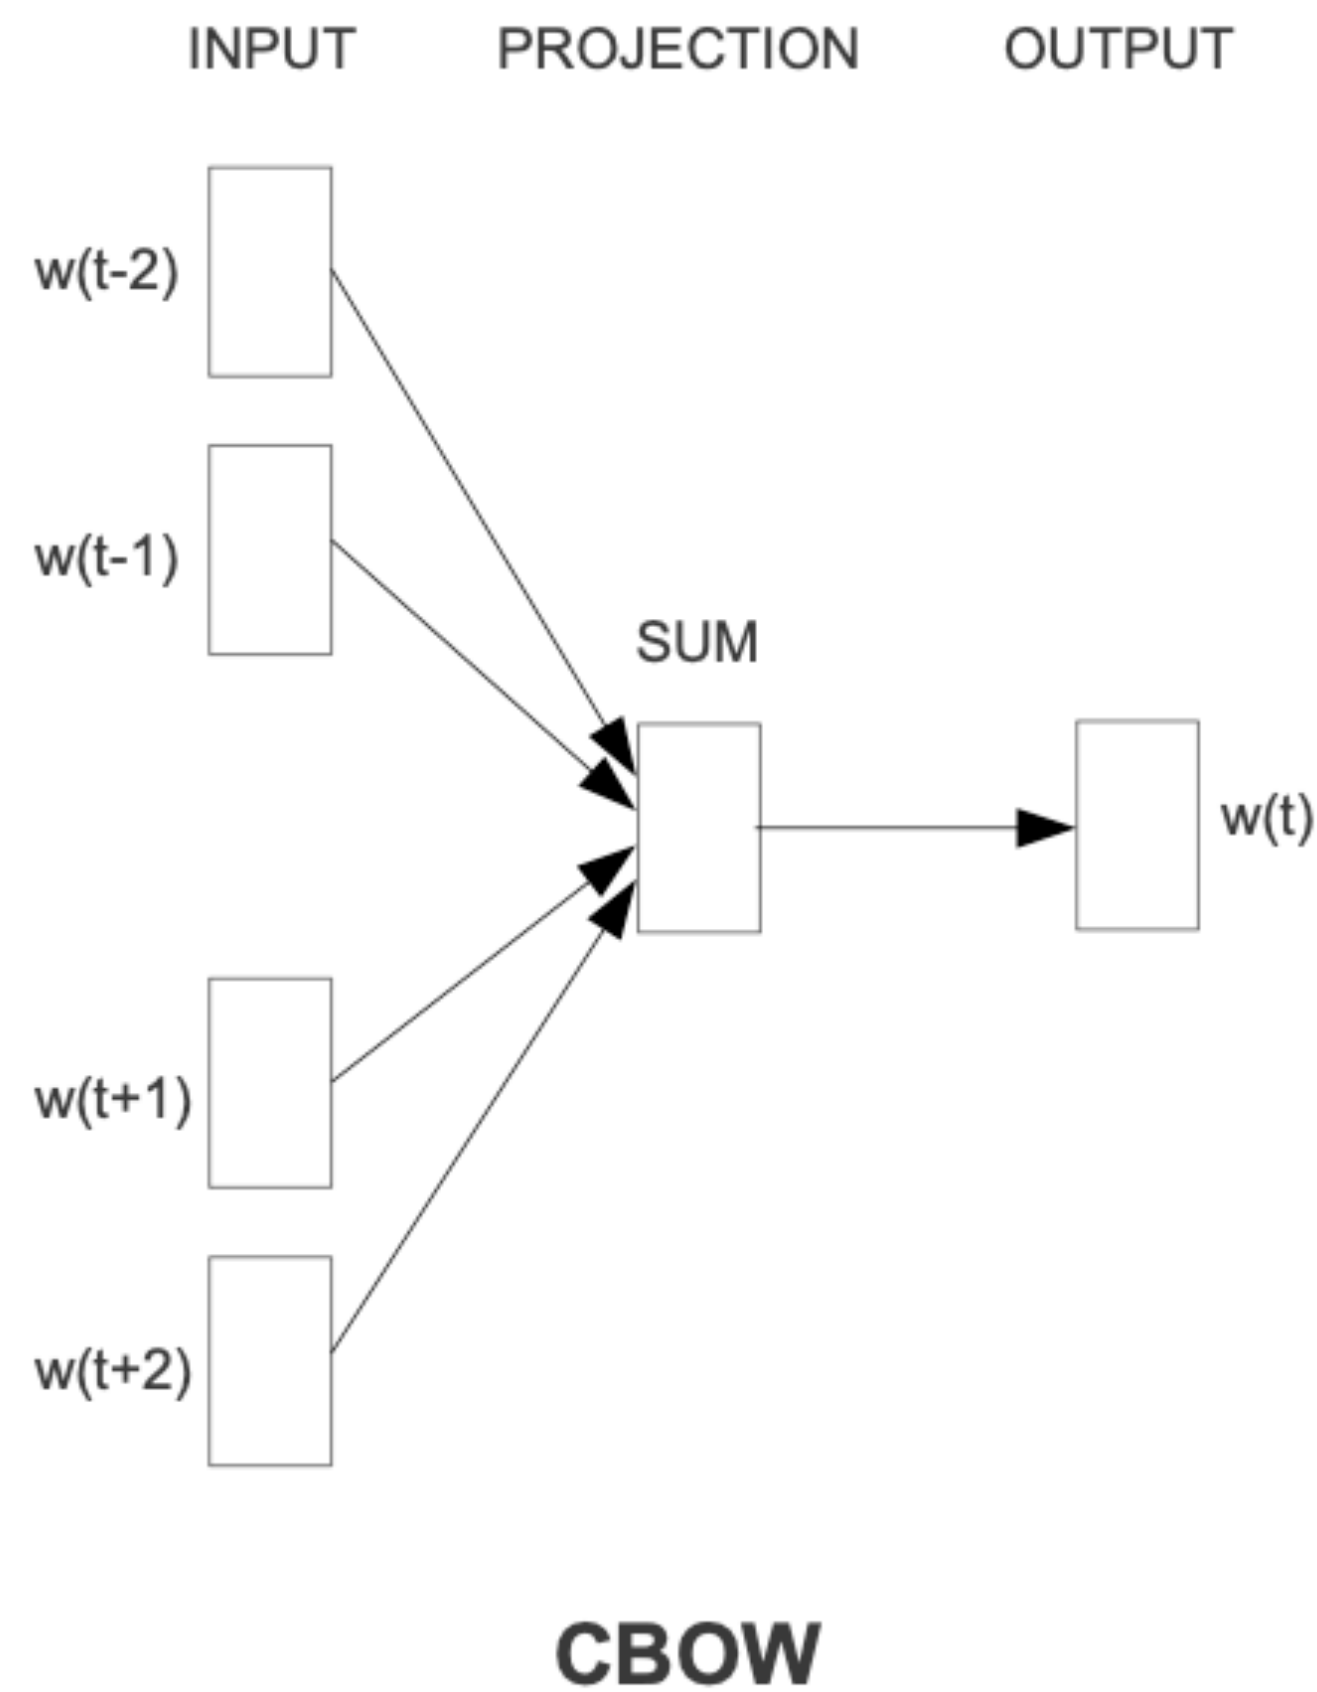 INPUT PROJECTION OUTPUT
w(t-2)
w(t-1)
SUM
w(t)
w(t+1)
w(t+2)
CBOW